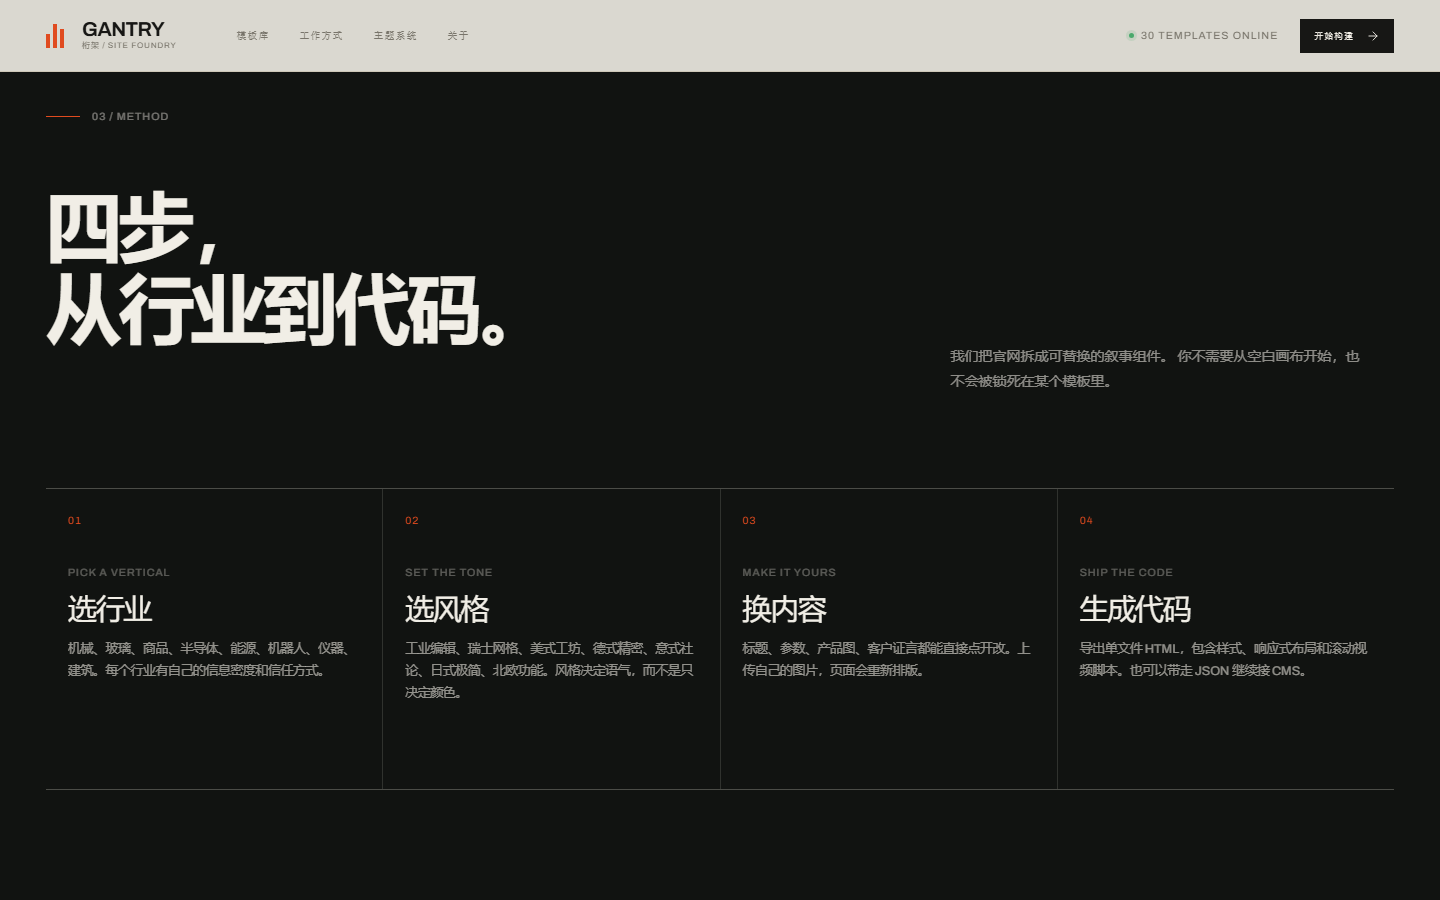 GANTRY
桁架 / SITE FOUNDRY
模板库
工作方式
主题系统
关于
30 TEMPLATES ONLINE
开始构建
03 / METHOD
四步，
从行业到代码。
我们把官网拆成可替换的叙事组件。 你不需要从空白画布开始，也
不会被锁死在某个模板里。
01
PICK A VERTICAL
选行业
机械、玻璃、商品、半导体、能源、机器人、仪器、
建筑。每个行业有自己的信息密度和信任方式。
02
SET THE TONE
选风格
工业编辑、瑞士网格、美式工坊、德式精密、意式社
论、日式极简、北欧功能。风格决定语气，而不是只
决定颜色。
03
MAKE IT YOURS
换内容
标题、参数、产品图、客户证言都能直接点开改。上
传自己的图片，页面会重新排版。
04
SHIP THE CODE
生成代码
导出单文件 HTML，包含样式、响应式布局和滚动视
频脚本。也可以带走 JSON 继续接 CMS。